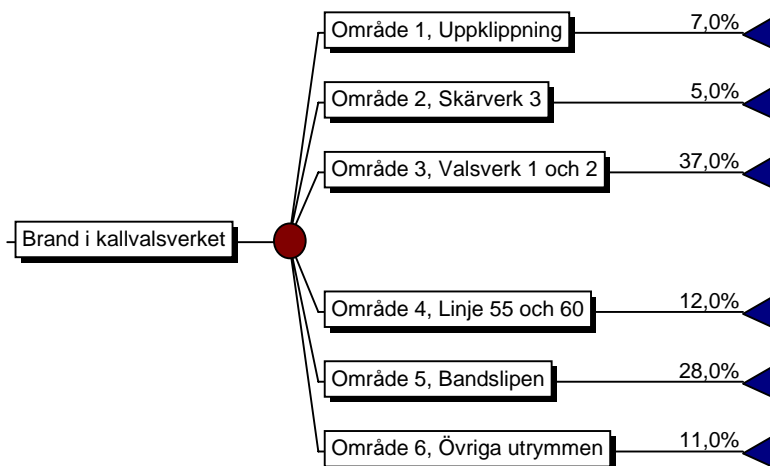 Område 1, Uppklippning 7,0%
Område 2, Skärverk 3 5,0%
Område 3, Valsverk 1 och 2 37,0%
Brand i kallvalsverket
Område 4, Linje 55 och 60 12,0%
Område 5, Bandslipen 28,0%
Område 6, Övriga utrymmen 11,0%